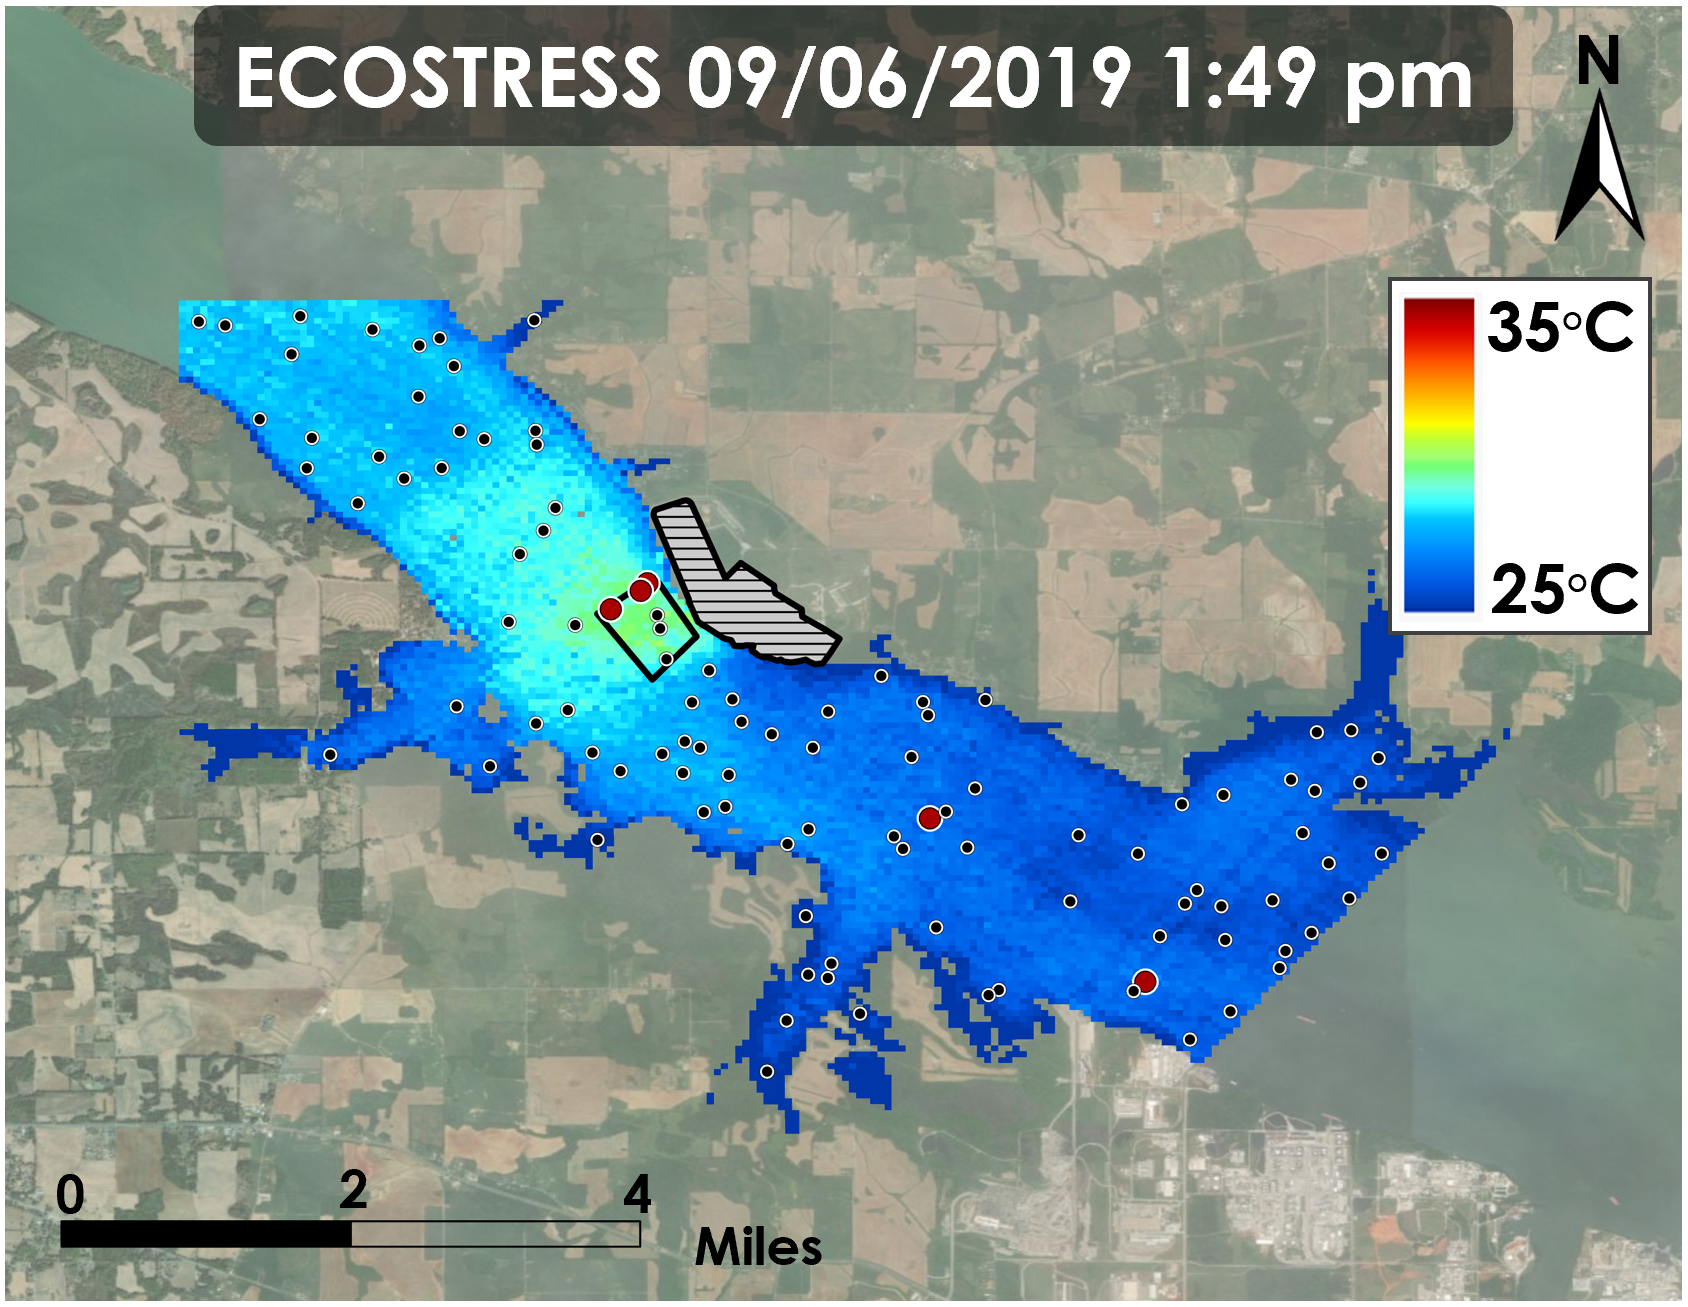 ECOSTRESS 09/06/2019 1:49 pm
N
35°C
25°C
0 2 4
Miles